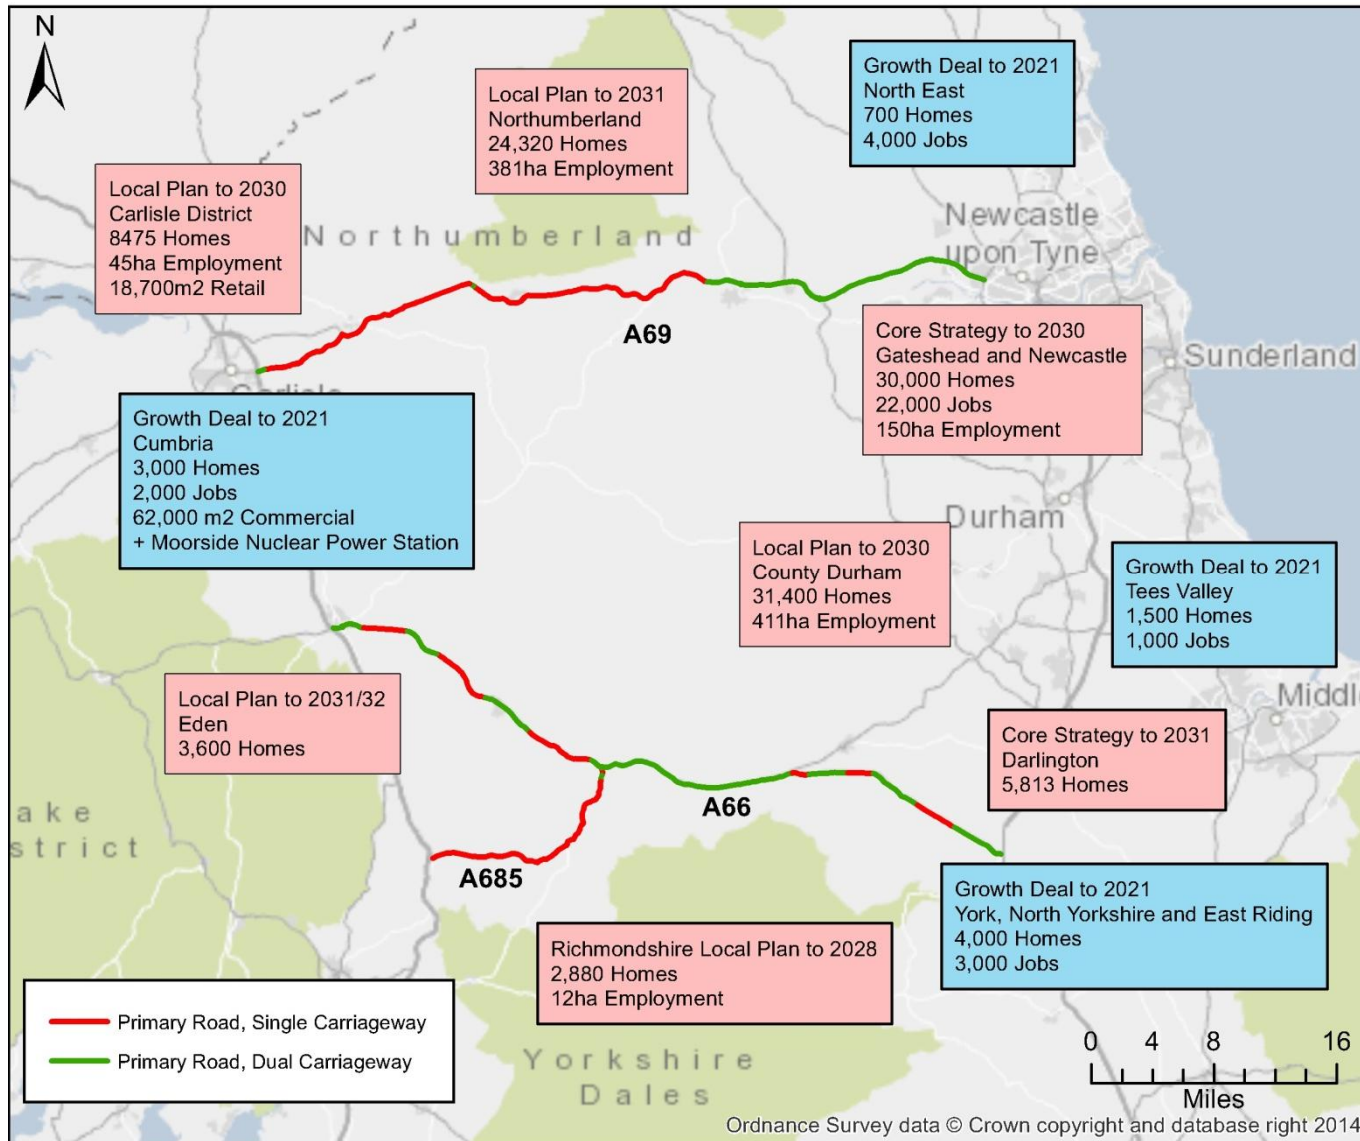 N
Growth Deal to 2021
North East
700 Homes
4,000 Jobs
Local Plan to 2031
Northumberland
24,320 Homes
381ha Employment
Local Plan to 2030
Carlisle District
8475 Homes
45ha Employment
18,700m2 Retail
Northumberland
Newcastle
upon Tyne
A69
Core Strategy to 2030
Gateshead and Newcastle
30,000 Homes
22,000 Jobs
150ha Employment
Sunderland
Carlisle
Growth Deal to 2021
Cumbria
3,000 Homes
2,000 Jobs
62,000 m2 Commercial
+ Moorside Nuclear Power Station
Durham
Local Plan to 2030
County Durham
31,400 Homes
411ha Employment
Growth Deal to 2021
Tees Valley
1,500 Homes
1,000 Jobs
Local Plan to 2031/32
Eden
3,600 Homes
Middle
Core Strategy to 2031
Darlington
5,813 Homes
ake
strict
A66
A685
Growth Deal to 2021
York, North Yorkshire and East Riding
4,000 Homes
3,000 Jobs
Richmondshire Local Plan to 2028
2,880 Homes
12ha Employment
Primary Road, Single Carriageway
Primary Road, Dual Carriageway
Yorkshire
Dales
0 4 8 16
Miles
Ordnance Survey data © Crown copyright and database right 2014